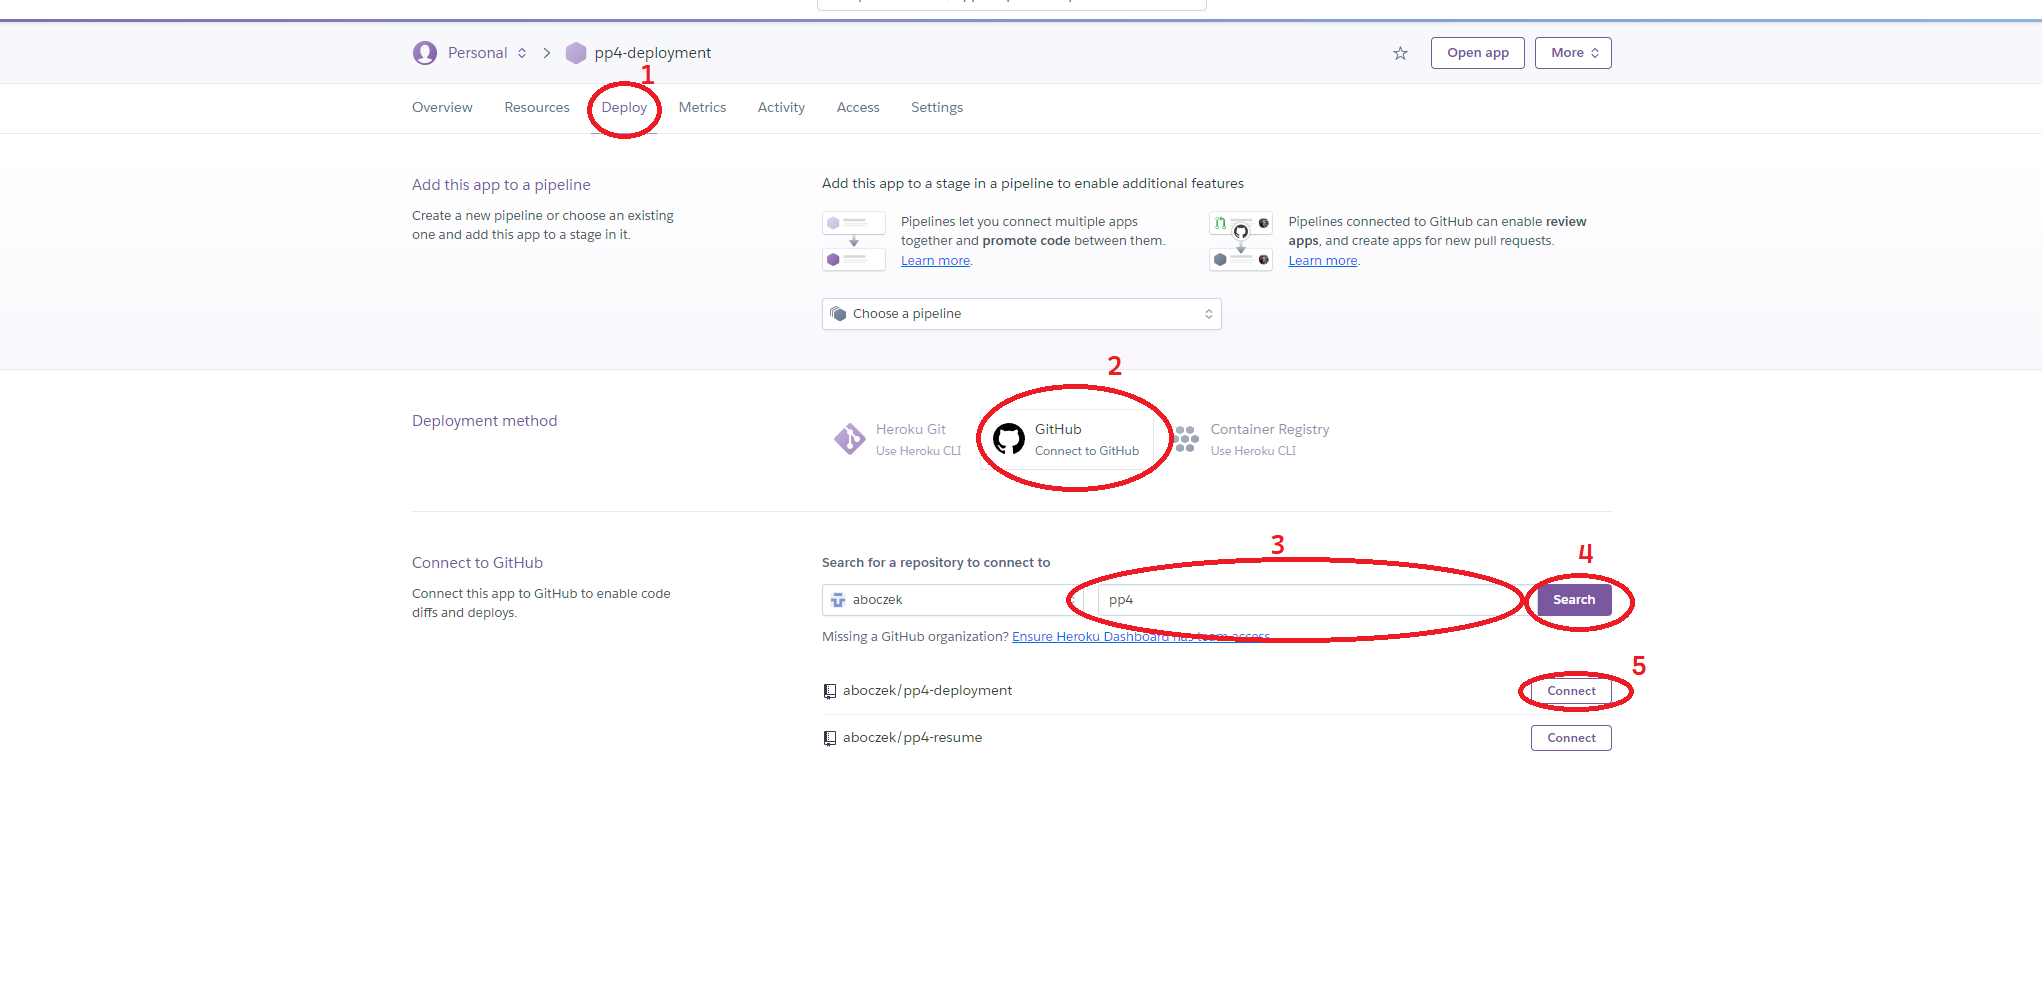 Personal
pp4-deployment
Open app
More
1
Overview
Resources
Deploy
Metrics
Activity
Access
Settings
Add this app to a pipeline
Create a new pipeline or choose an existing
one and add this app to a stage in it.
Add this app to a stage in a pipeline to enable additional features
Pipelines let you connect multiple apps
together and promote code between them.
Learn more.
Pipelines connected to GitHub can enable review
apps, and create apps for new pull requests.
Learn more.
Choose a pipeline
2
Deployment method
Heroku Git
Use Heroku CLI
GitHub
Connect to GitHub
Container Registry
Use Heroku CLI
Connect to GitHub
Connect this app to GitHub to enable code
diffs and deploys.
3
4
Search for a repository to connect to
aboczek
pp4
Search
Missing a GitHub organization? Ensure Heroku Dashboard has team access.
5
aboczek/pp4-deployment
Connect
aboczek/pp4-resume
Connect